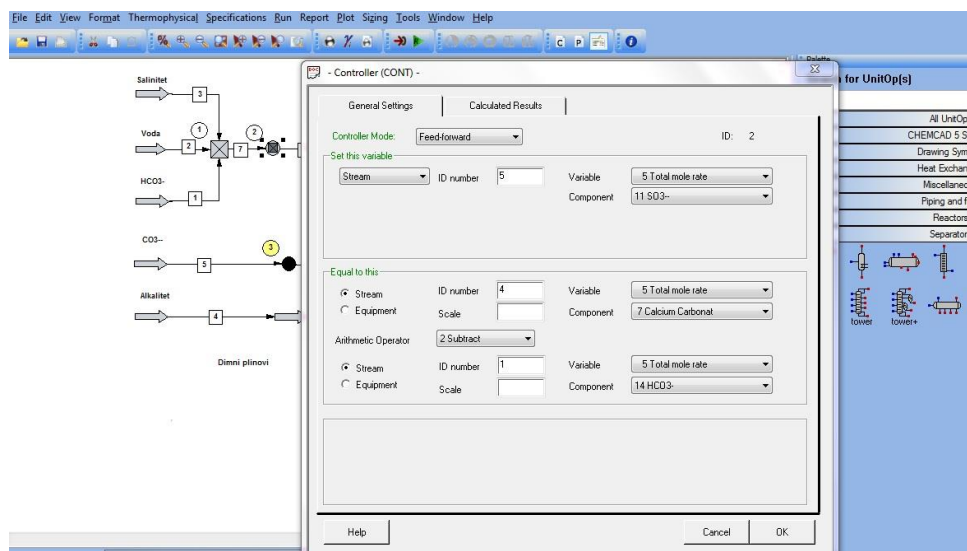 File Edit View Format Thermophysical Specifications Run Report Plot Sizing Tools Window Help
C P
Palette
- Controller (CONT) -
for UnitOp(s)
General Settings Calculated Results
Controller Mode: Feed-forward ID: 2
Set this variable
Stream ID number 5 Variable 5 Total mole rate
Component 11 SO3--
Equal to this
Stream ID number 4 Variable 5 Total mole rate
Equipment Scale Component 7 Calcium Carbonat
Arithmetic Operator 2 Subtract
Stream ID number 1 Variable 5 Total mole rate
Equipment Scale Component 14 HCO3-
Help Cancel OK
Salinitet
3
Voda
1
2
2
7
HCO3-
1
CO3--
3
5
Alkalitet
4
Dimni plinovi
All UnitOp
CHEMCAD 5 S
Drawing Sym
Heat Exchan
Miscellaneo
Piping and f
Reactors
Separator
tower tower+